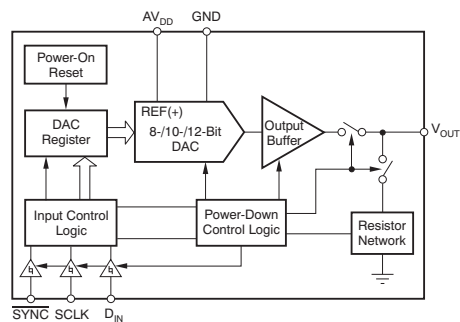 AVDD GND
Power-On
Reset
DAC
Register
REF(+)
8-/10-/12-Bit
DAC
Output
Buffer
VOUT
Input Control
Logic
Power-Down
Control Logic
Resistor
Network
SYNC SCLK DIN